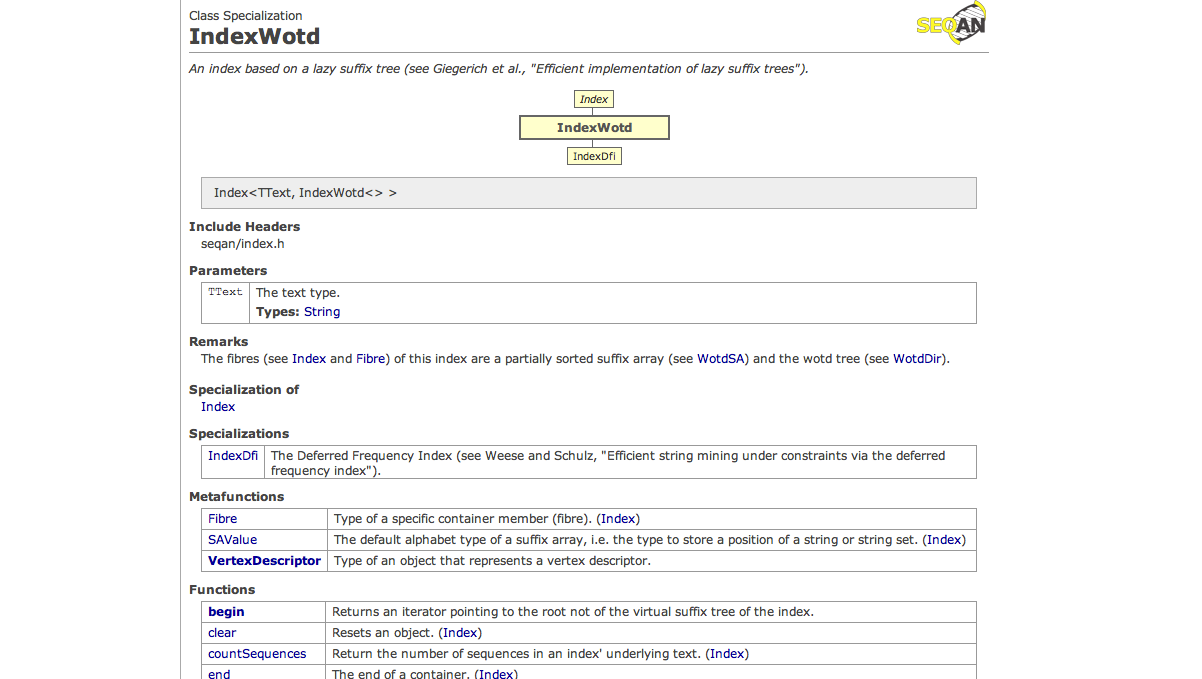 Class Specialization
IndexWotd
SEQAN
An index based on a lazy suffix tree (see Giegerich et al., "Efficient implementation of lazy suffix trees").
Index
IndexWotd
IndexDfi
Index<TText, IndexWotd<> >
Include Headers
seqan/index.h
Parameters
TText The text type.
Types: String
Remarks
The fibres (see Index and Fibre) of this index are a partially sorted suffix array (see WotdSA) and the wotd tree (see WotdDir).
Specialization of
Index
Specializations
IndexDfi The Deferred Frequency Index (see Weese and Schulz, "Efficient string mining under constraints via the deferred
frequency index").
Metafunctions
Fibre Type of a specific container member (fibre). (Index)
SAValue The default alphabet type of a suffix array, i.e. the type to store a position of a string or string set. (Index)
VertexDescriptor Type of an object that represents a vertex descriptor.
Functions
begin Returns an iterator pointing to the root not of the virtual suffix tree of the index.
clear Resets an object. (Index)
countSequences Return the number of sequences in an index' underlying text. (Index)
end The end of a container. (Index)